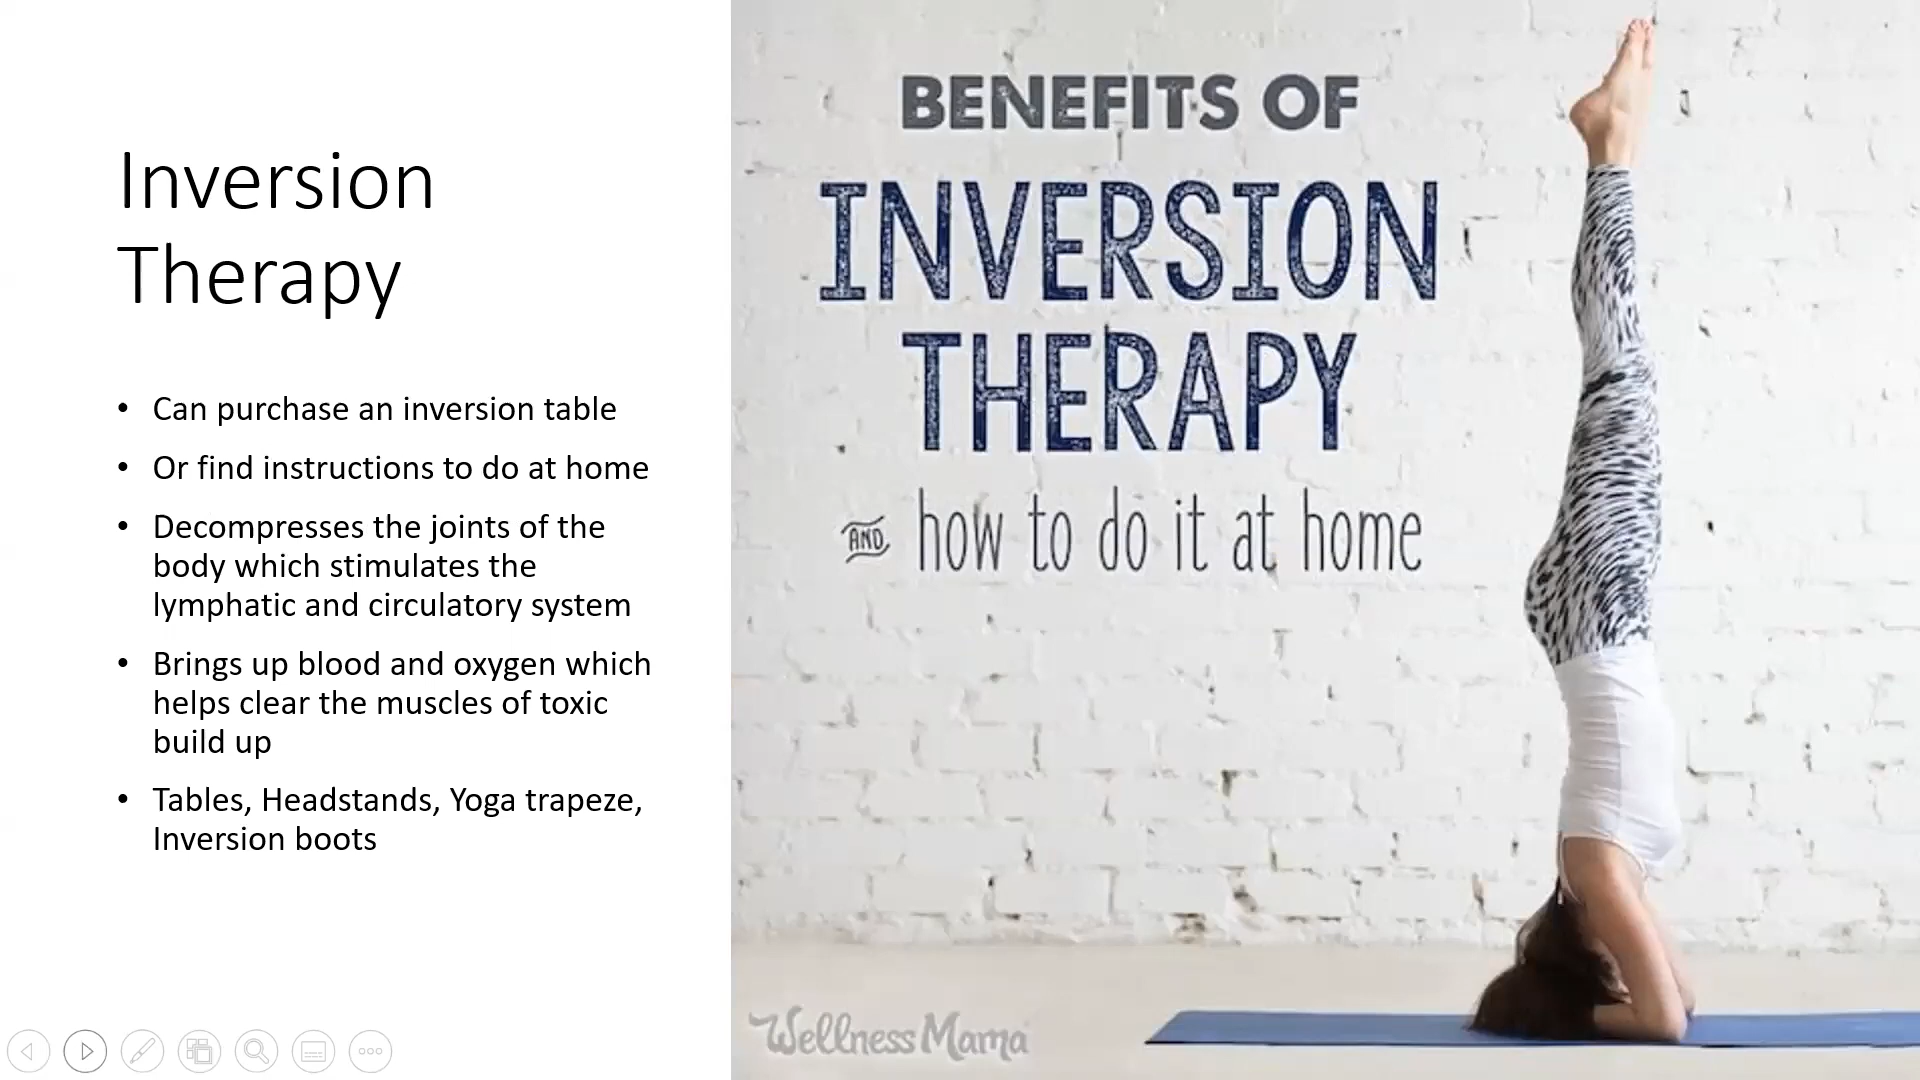 Inversion
Therapy
• Can purchase an inversion table
• Or find instructions to do at home
• Decompresses the joints of the
body which stimulates the
lymphatic and circulatory system
• Brings up blood and oxygen which
helps clear the muscles of toxic
build up
• Tables, Headstands, Yoga trapeze,
Inversion boots
BENEFITS OF
INVERSION
THERAPY
AND how to do it at home
Wellness Mama